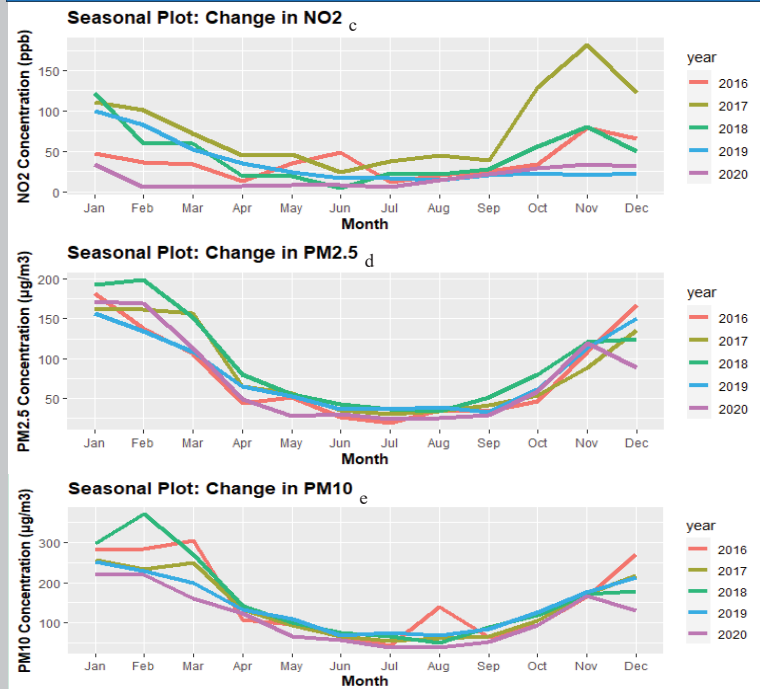 Seasonal Plot: Change in NO2 c
NO2 Concentration (ppb)
150
100
50
0
Jan Feb Mar Apr May Jun Jul Aug Sep Oct Nov Dec
Month
year
2016
2017
2018
2019
2020
Seasonal Plot: Change in PM2.5 d
PM2.5 Concentration (µg/m3)
200
150
100
50
Jan Feb Mar Apr May Jun Jul Aug Sep Oct Nov Dec
Month
year
2016
2017
2018
2019
2020
Seasonal Plot: Change in PM10 e
PM10 Concentration (µg/m3)
300
200
100
Jan Feb Mar Apr May Jun Jul Aug Sep Oct Nov Dec
Month
year
2016
2017
2018
2019
2020